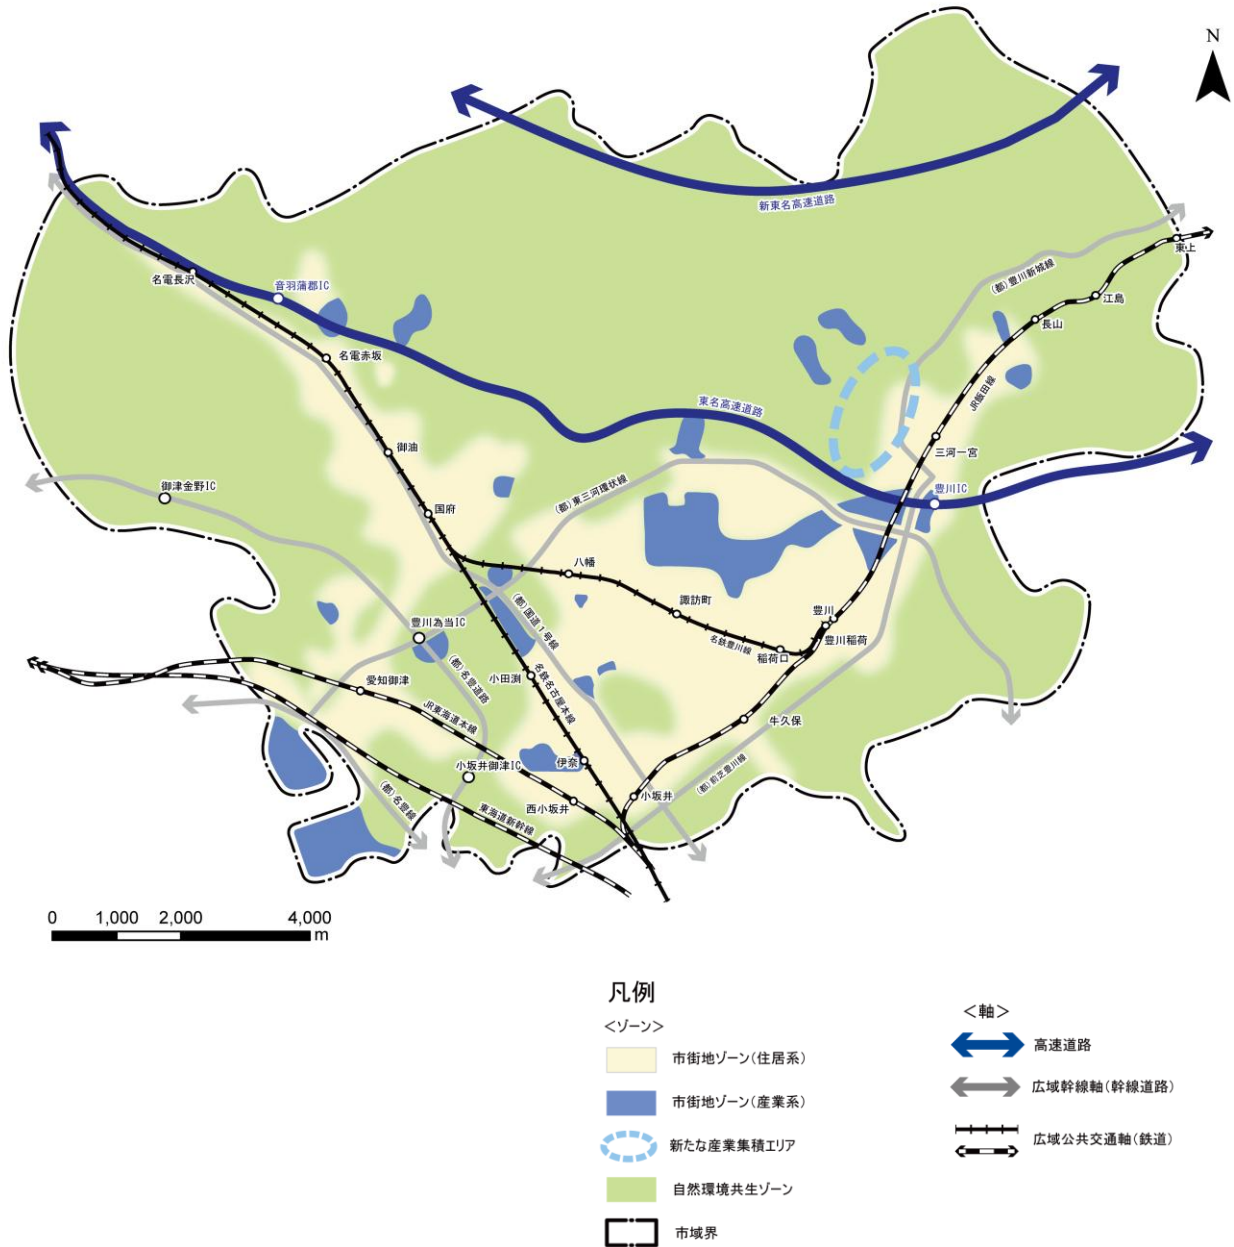 N
新東名高速道路
東上
(都)豊川新城線
名電長沢
音羽蒲郡IC
江島
長山
名電赤坂
JR飯田線
東名高速道路
御油
三河一宮
御津金野IC
豊川IC
(都)東三河環状線
国府
八幡
諏訪町
(都)国道1号線
豊川
豊川為当IC
名鉄豊川線
豊川稲荷
稲荷口
(都)名豊道路
愛知御津
小田渕
名鉄名古屋本線
JR東海道本線
牛久保
小坂井御津IC
伊奈
(都)前芝豊川線
(都)名豊線
東海道新幹線
西小坂井
小坂井
0 1,000 2,000 4,000
m
凡例
<ゾーン>
市街地ゾーン(住居系)
市街地ゾーン(産業系)
新たな産業集積エリア
自然環境共生ゾーン
市域界
<軸>
高速道路
広域幹線軸(幹線道路)
広域公共交通軸(鉄道)